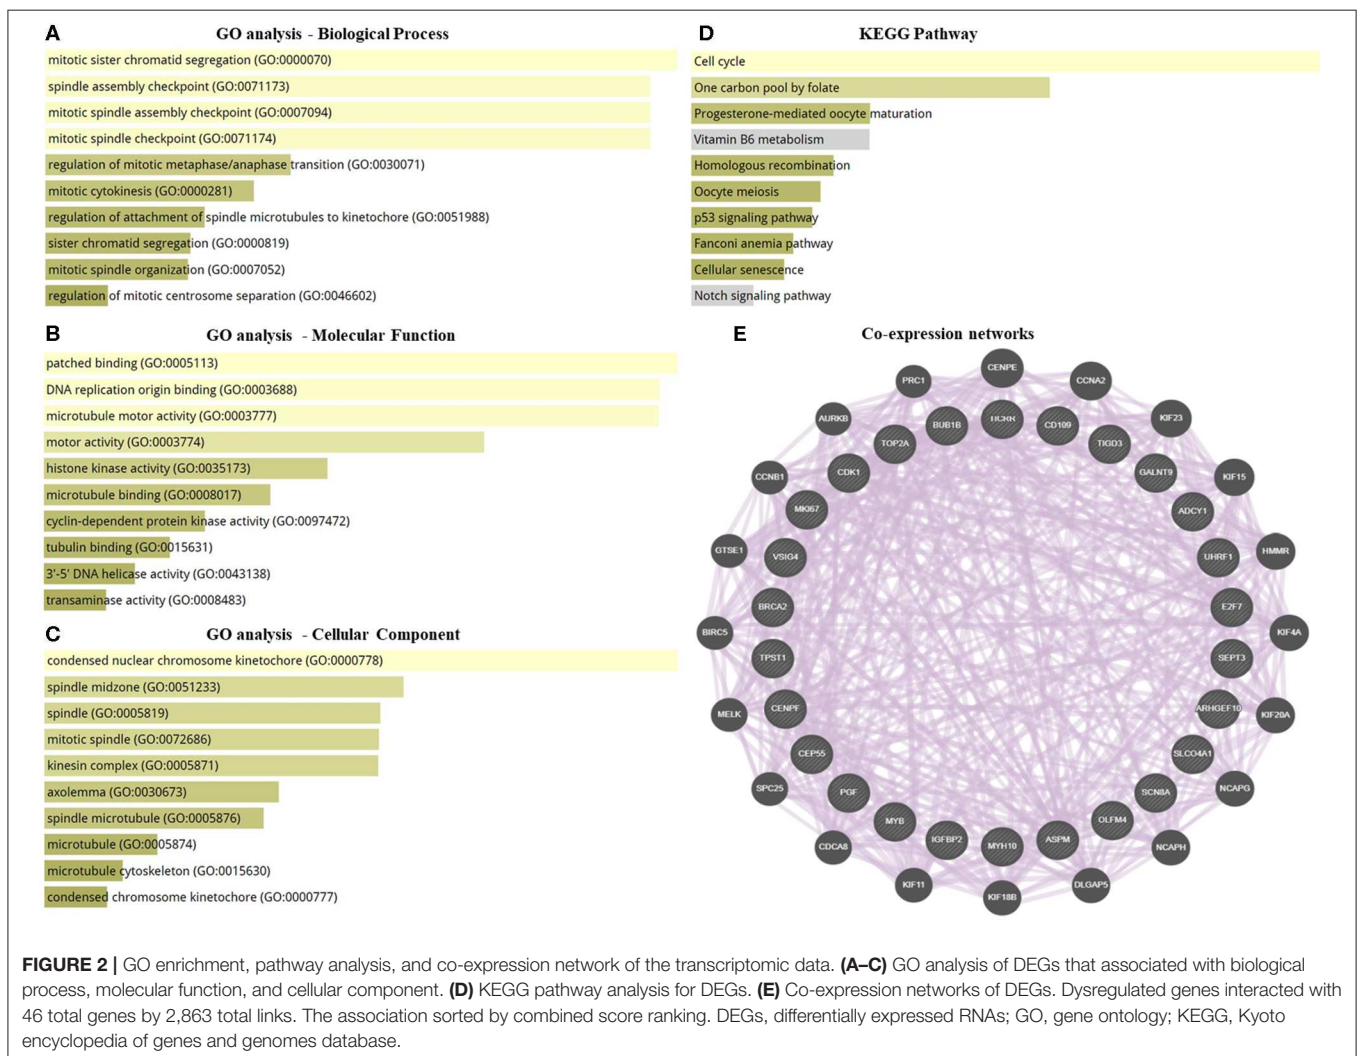 A
GO analysis - Biological Process
mitotic sister chromatid segregation (GO:0000070)
spindle assembly checkpoint (GO:0071173)
mitotic spindle assembly checkpoint (GO:0007094)
mitotic spindle checkpoint (GO:0071174)
regulation of mitotic metaphase/anaphase transition (GO:0030071)
mitotic cytokinesis (GO:0000281)
regulation of attachment of spindle microtubules to kinetochore (GO:0051988)
sister chromatid segregation (GO:0000819)
mitotic spindle organization (GO:0007052)
regulation of mitotic centrosome separation (GO:0046602)
B
GO analysis - Molecular Function
patched binding (GO:0005113)
DNA replication origin binding (GO:0003688)
microtubule motor activity (GO:0003777)
motor activity (GO:0003774)
histone kinase activity (GO:0035173)
microtubule binding (GO:0008017)
cyclin-dependent protein kinase activity (GO:0097472)
tubulin binding (GO:0015631)
3'-5' DNA helicase activity (GO:0043138)
transaminase activity (GO:0008483)
C
GO analysis - Cellular Component
condensed nuclear chromosome kinetochore (GO:0000778)
spindle midzone (GO:0051233)
spindle (GO:0005819)
mitotic spindle (GO:0072686)
kinesin complex (GO:0005871)
axolemma (GO:0030673)
spindle microtubule (GO:0005876)
microtubule (GO:0005874)
microtubule cytoskeleton (GO:0015630)
condensed chromosome kinetochore (GO:0000777)
D
KEGG Pathway
Cell cycle
One carbon pool by folate
Progesterone-mediated oocyte maturation
Vitamin B6 metabolism
Homologous recombination
Oocyte meiosis
p53 signaling pathway
Fanconi anemia pathway
Cellular senescence
Notch signaling pathway
E
Co-expression networks
CENPE
PRC1
CCNA2
AURKB
KIF23
BUB1B
CD109
TOP2A
TIGD3
CCNB1
CDK1
GALNT9
KIF15
MKI67
ADCY1
GTSE1
VSIG4
UHRF1
HMMR
BRCA2
E2F7
BIRC5
KIF4A
TPST1
SEPT3
MELK
CENPF
ARHGEF10
KIF20A
CEP55
SLCO4A1
SPC25
PGF
SCN8A
NCAPG
MYB
OLFM4
CDCA8
IGFBP2
MYH10
ASPM
NCAPH
KIF11
KIF18B
DLGAP5
FIGURE 2 | GO enrichment, pathway analysis, and co-expression network of the transcriptomic data. (A–C) GO analysis of DEGs that associated with biological
process, molecular function, and cellular component. (D) KEGG pathway analysis for DEGs. (E) Co-expression networks of DEGs. Dysregulated genes interacted with
46 total genes by 2,863 total links. The association sorted by combined score ranking. DEGs, differentially expressed RNAs; GO, gene ontology; KEGG, Kyoto
encyclopedia of genes and genomes database.